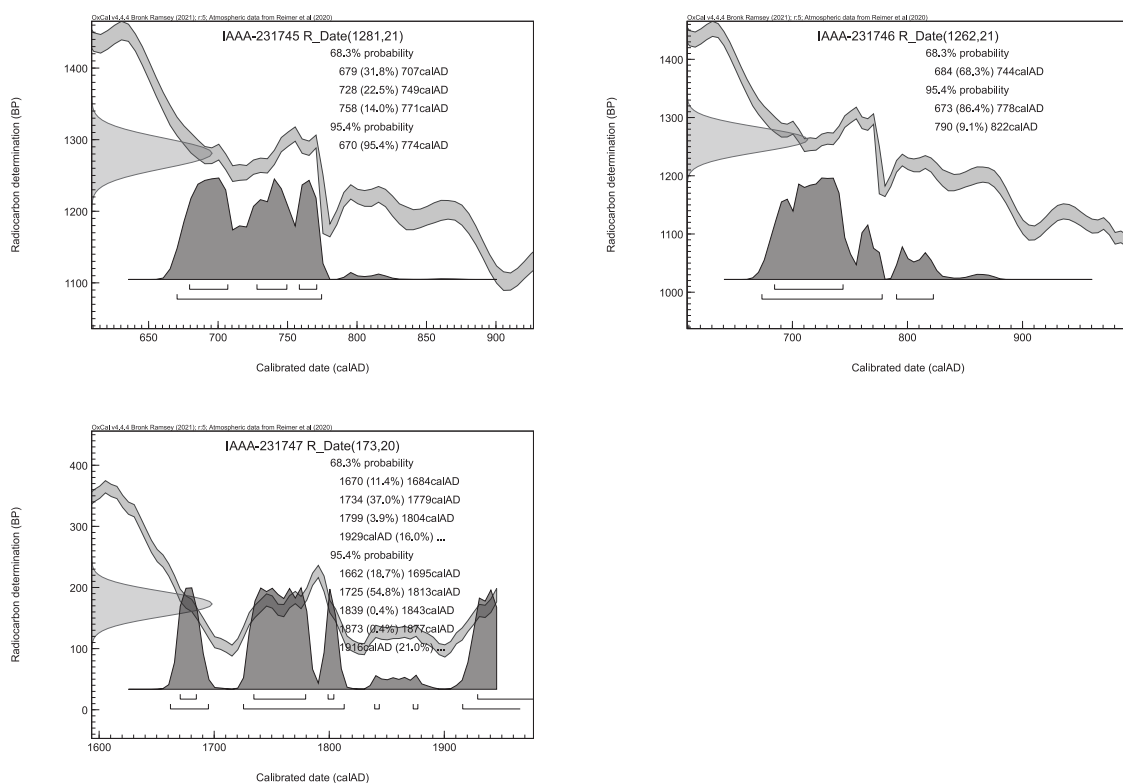 OxCal v4.4.4 Bronk Ramsey (2021); r:5; Atmospheric data from Reimer et al (2020)
IAAA-231745 R_Date(1281,21)
68.3% probability
679 (31.8%) 707calAD
728 (22.5%) 749calAD
758 (14.0%) 771calAD
95.4% probability
670 (95.4%) 774calAD
Radiocarbon determination (BP)
1400
1300
1200
1100
650
700
750
800
850
900
Calibrated date (calAD)
OxCal v4.4.4 Bronk Ramsey (2021); r:5; Atmospheric data from Reimer et al (2020)
IAAA-231746 R_Date(1262,21)
68.3% probability
684 (68.3%) 744calAD
95.4% probability
673 (86.4%) 778calAD
790 (9.1%) 822calAD
Radiocarbon determination (BP)
1400
1300
1200
1100
1000
700
800
900
Calibrated date (calAD)
OxCal v4.4.4 Bronk Ramsey (2021); r:5; Atmospheric data from Reimer et al (2020)
IAAA-231747 R_Date(173,20)
68.3% probability
1670 (11.4%) 1684calAD
1734 (37.0%) 1779calAD
1799 (3.9%) 1804calAD
1929calAD (16.0%) ...
95.4% probability
1662 (18.7%) 1695calAD
1725 (54.8%) 1813calAD
1839 (0.4%) 1843calAD
1873 (0.4%) 1877calAD
1916calAD (21.0%) ...
Radiocarbon determination (BP)
400
300
200
100
0
1600
1700
1800
1900
Calibrated date (calAD)